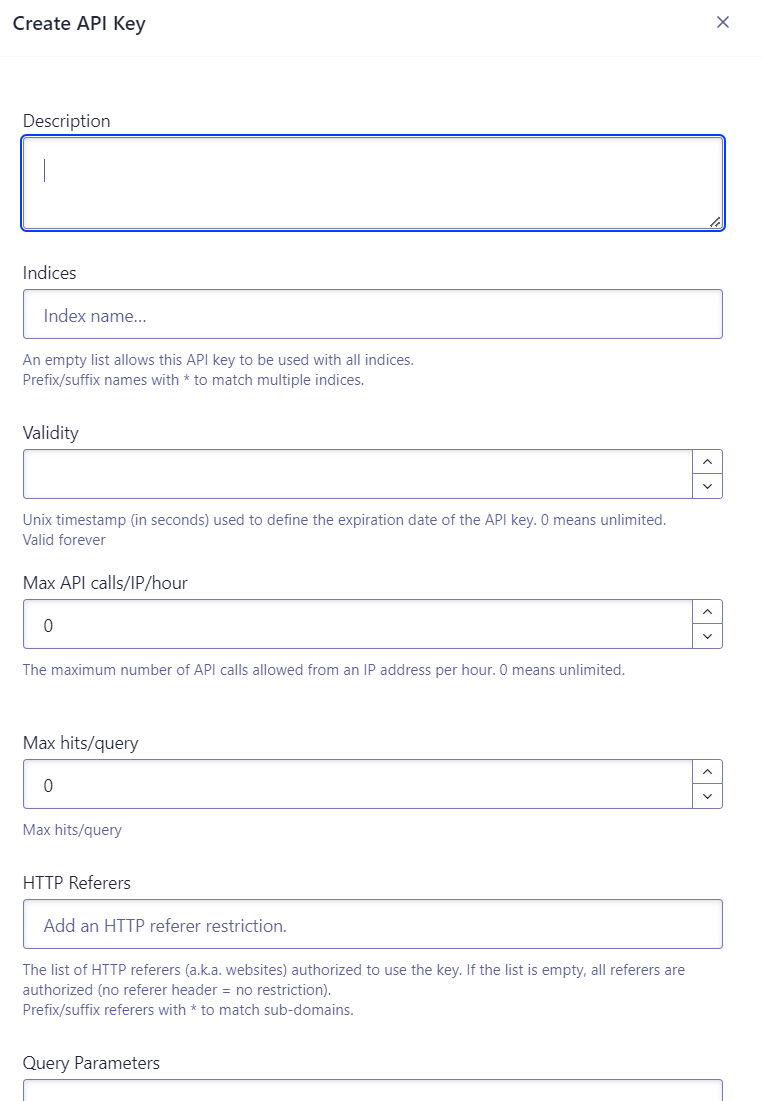 Create API Key
Description
Indices
Index name...
An empty list allows this API key to be used with all indices.
Prefix/suffix names with * to match multiple indices.
Validity
Unix timestamp (in seconds) used to define the expiration date of the API key. 0 means unlimited.
Valid forever
Max API calls/IP/hour
0
The maximum number of API calls allowed from an IP address per hour. 0 means unlimited.
Max hits/query
0
Max hits/query
HTTP Referers
Add an HTTP referer restriction.
The list of HTTP referers (a.k.a. websites) authorized to use the key. If the list is empty, all referers are
authorized (no referer header = no restriction).
Prefix/suffix referers with * to match sub-domains.
Query Parameters